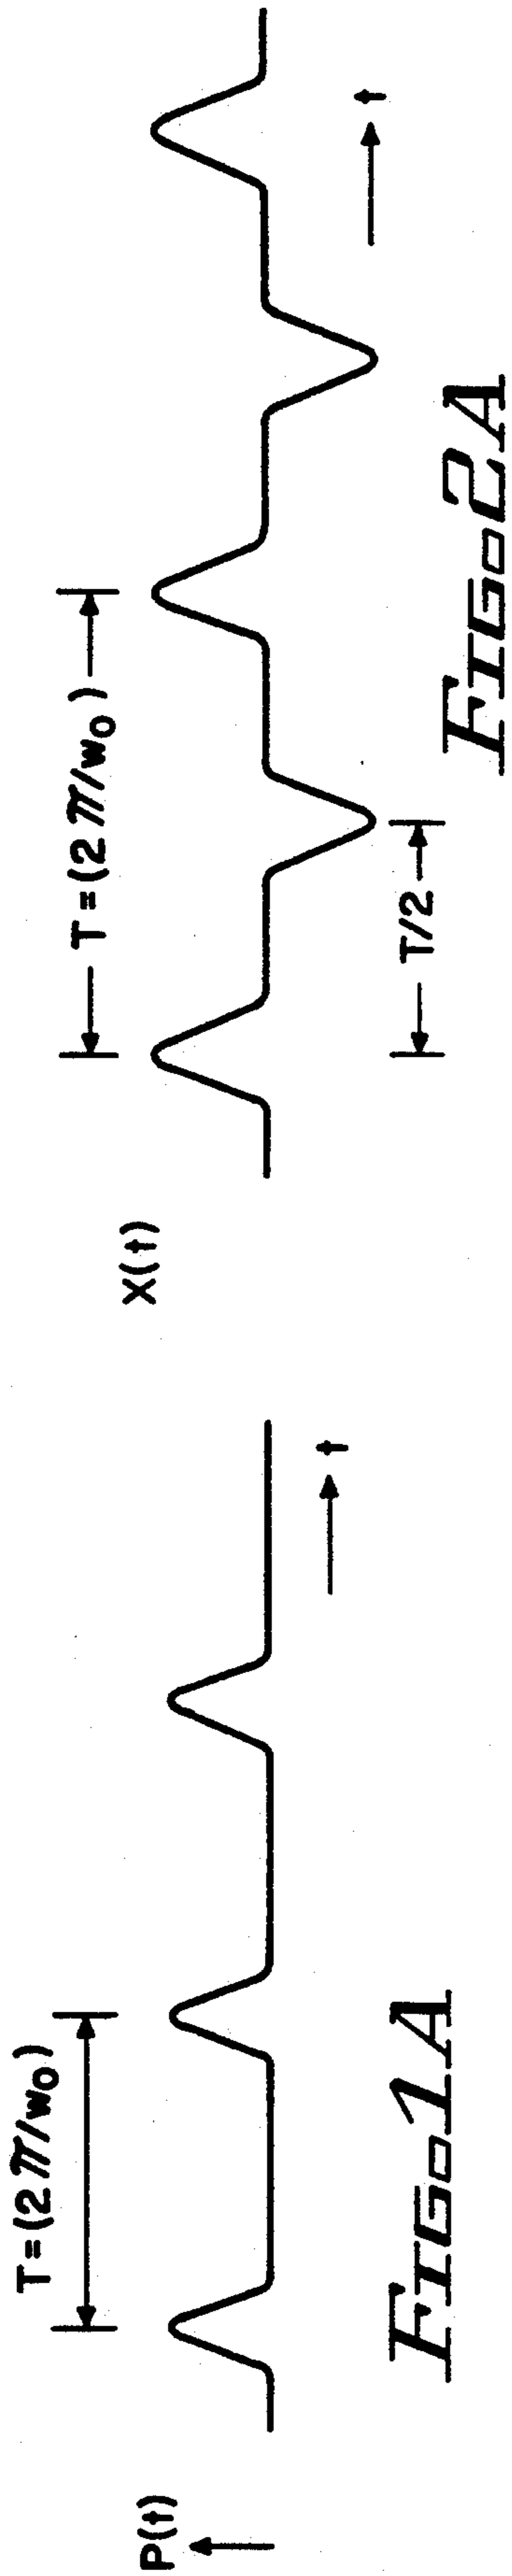 P(t)
T=(2π/w₀)
t
FIG.1A
X(t)
T=(2π/w₀)
T/2
t
FIG.2A